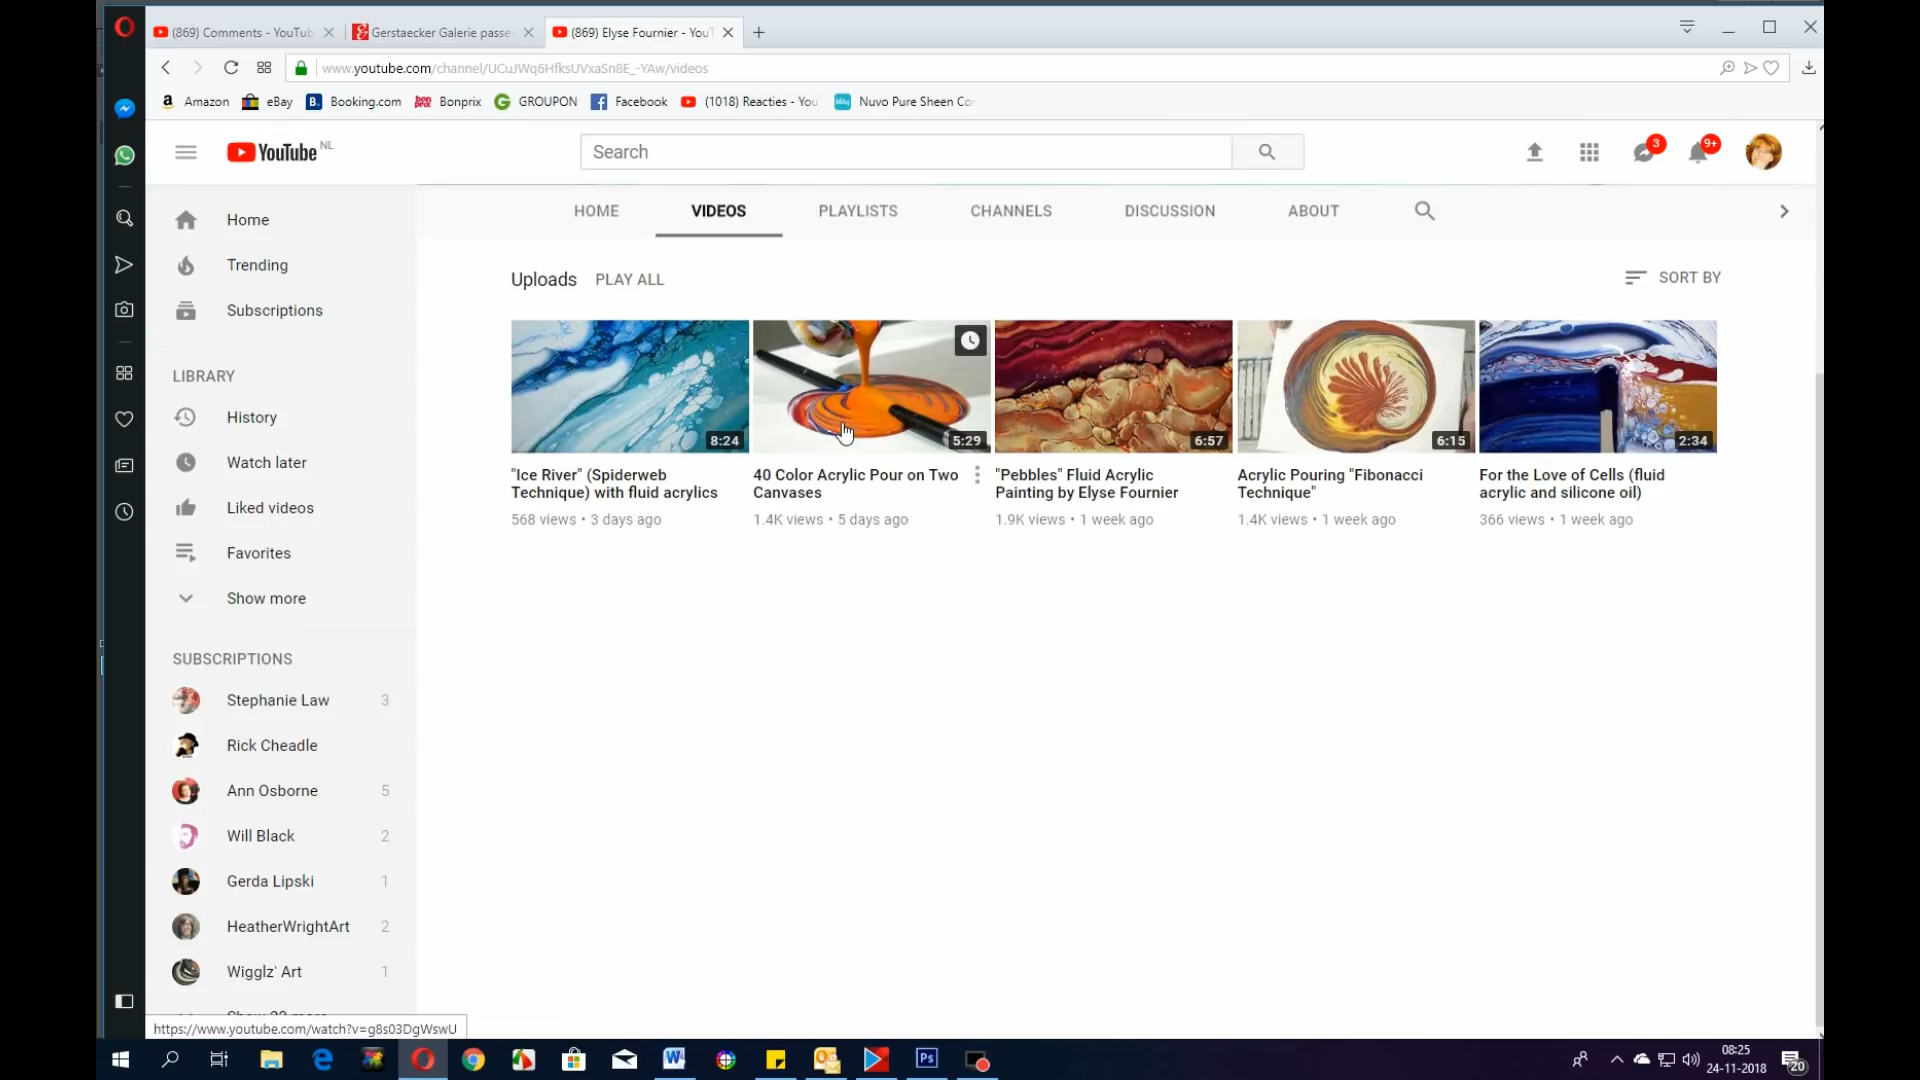 (869) Comments - YouTub
Gerstaecker Galerie passe-
(869) Elyse Fournier - YouT
www.youtube.com/channel/UCuJWq6HfksUVxaSn8E_-YAw/videos
Amazon
eBay
Booking.com
Bonprix
GROUPON
Facebook
(1018) Reacties - You
Nuvo Pure Sheen Co
YouTube NL
Search
3
9+
Home
Trending
Subscriptions
LIBRARY
History
Watch later
Liked videos
Favorites
Show more
SUBSCRIPTIONS
Stephanie Law 3
Rick Cheadle
Ann Osborne 5
Will Black 2
Gerda Lipski 1
HeatherWrightArt 2
Wigglz' Art 1
HOME VIDEOS PLAYLISTS CHANNELS DISCUSSION ABOUT
Uploads PLAY ALL
SORT BY
8:24
"Ice River" (Spiderweb
Technique) with fluid acrylics
568 views • 3 days ago
5:29
40 Color Acrylic Pour on Two
Canvases
1.4K views • 5 days ago
6:57
"Pebbles" Fluid Acrylic
Painting by Elyse Fournier
1.9K views • 1 week ago
6:15
Acrylic Pouring "Fibonacci
Technique"
1.4K views • 1 week ago
2:34
For the Love of Cells (fluid
acrylic and silicone oil)
366 views • 1 week ago
https://www.youtube.com/watch?v=g8s03DgWswU
Ps
08:25
24-11-2018
20